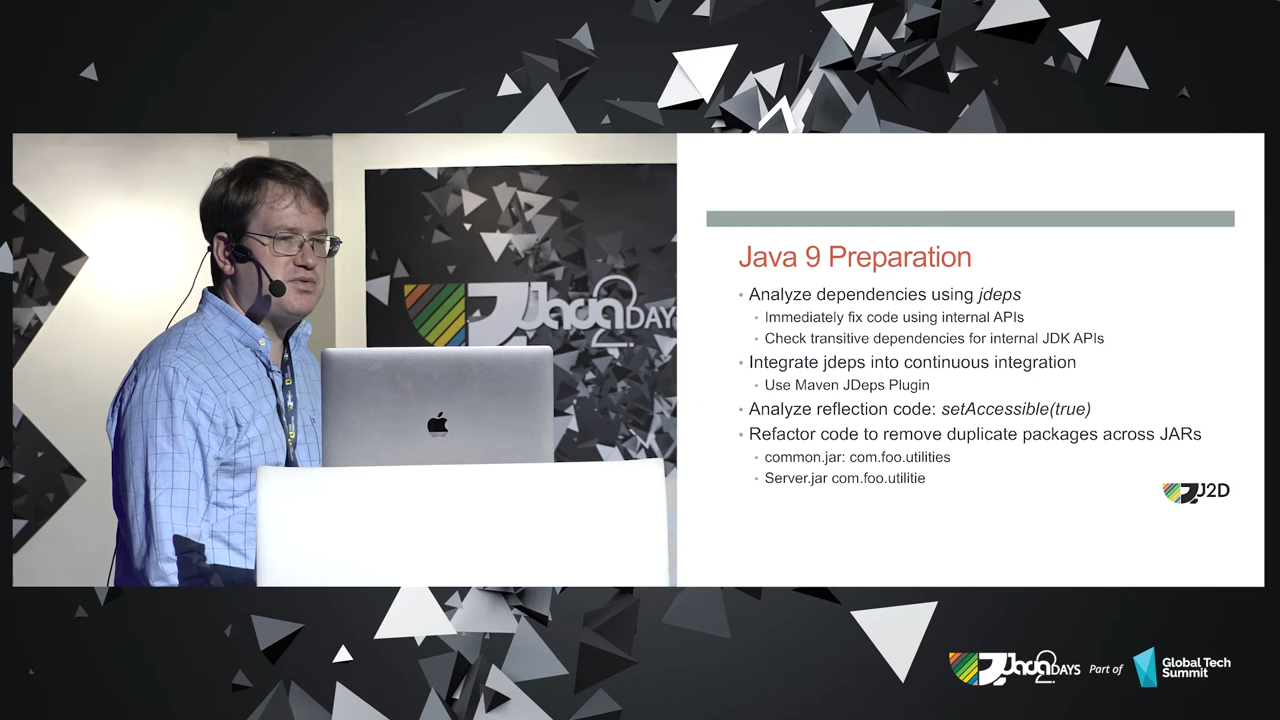 Java2DAYS
Java 9 Preparation
• Analyze dependencies using jdeps
• Immediately fix code using internal APIs
• Check transitive dependencies for internal JDK APIs
• Integrate jdeps into continuous integration
• Use Maven JDeps Plugin
• Analyze reflection code: setAccessible(true)
• Refactor code to remove duplicate packages across JARs
• common.jar: com.foo.utilities
• Server.jar com.foo.utilitie
J2D
Java2DAYS Part of Global Tech
Summit